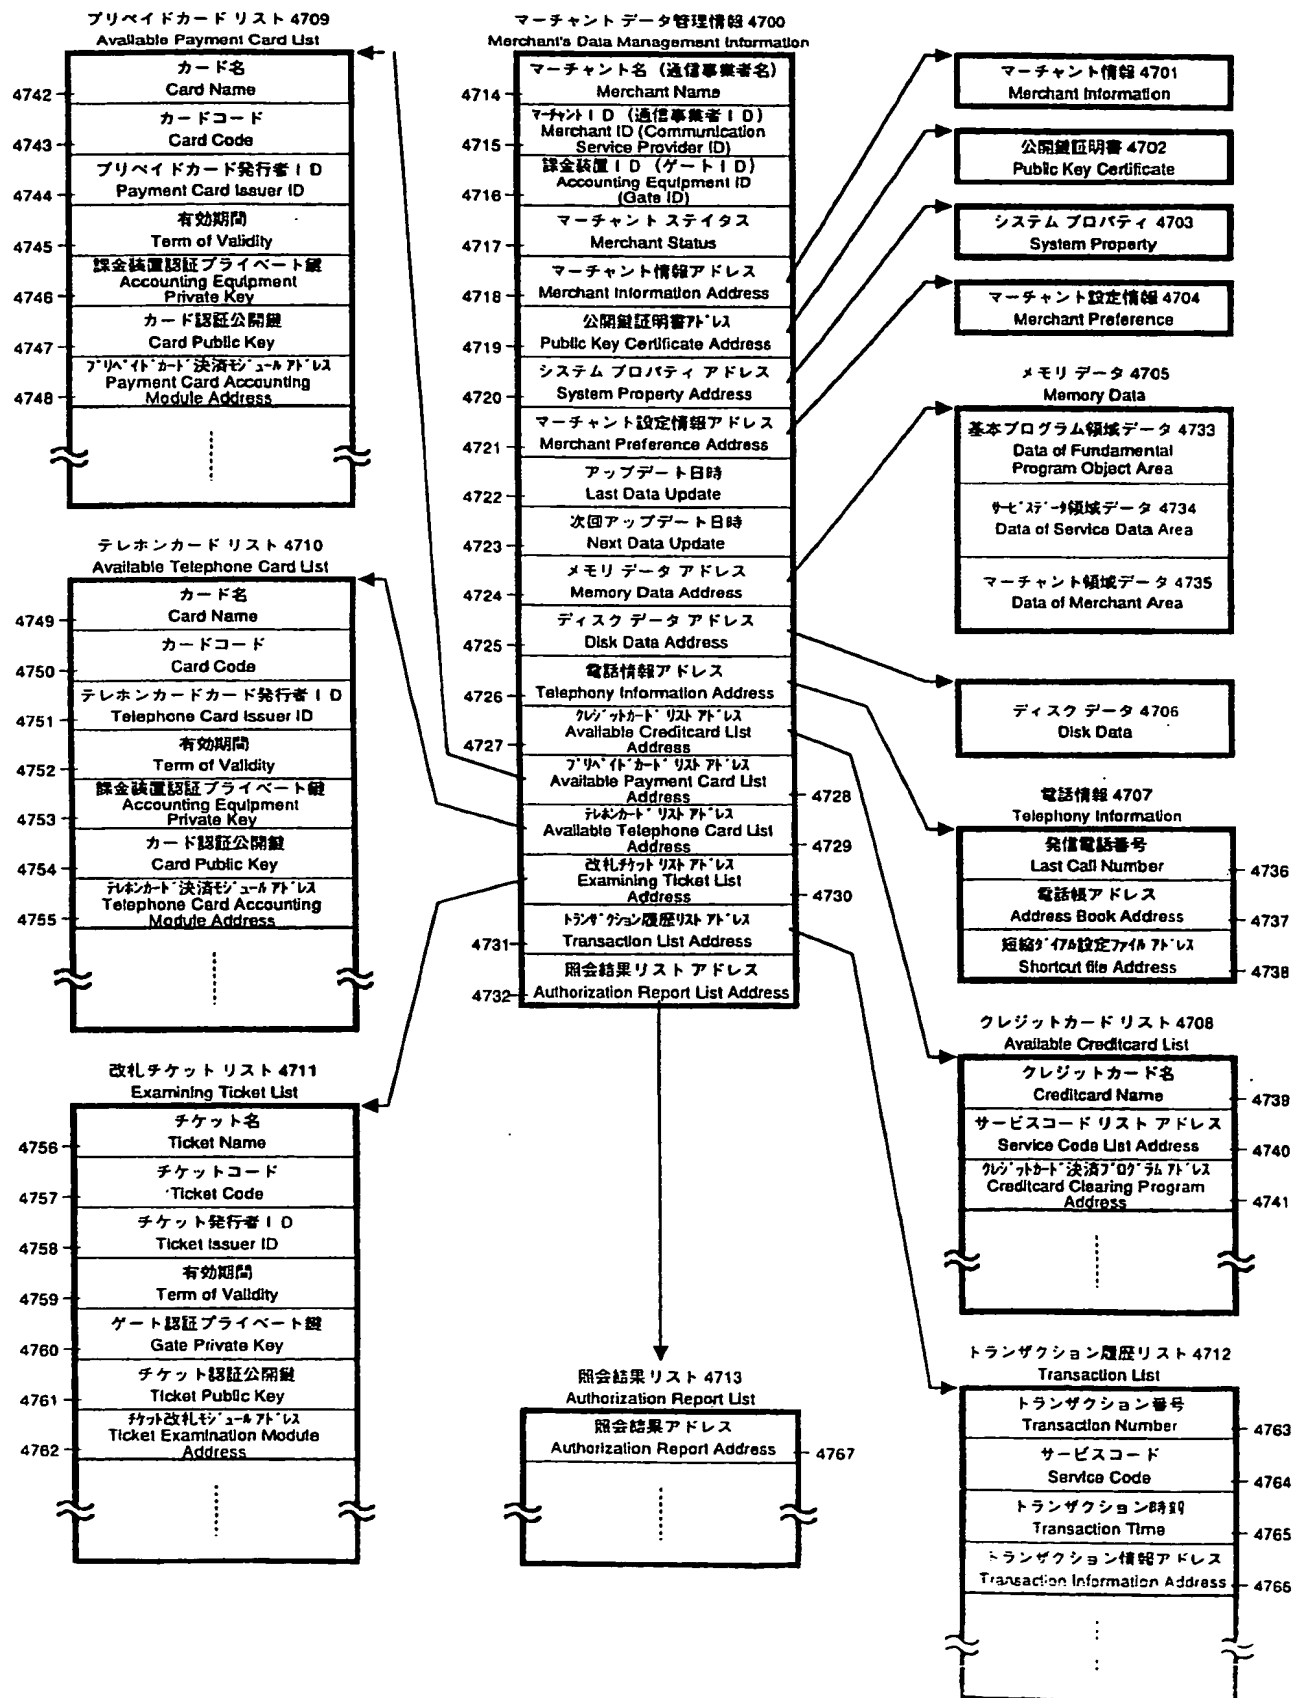 プリペイドカード リスト 4709
Available Payment Card List
カード名
Card Name
4742
カードコード
Card Code
4743
プリペイドカード発行者ID
Payment Card Issuer ID
4744
有効期間
Term of Validity
4745
課金装置認証プライベート鍵
Accounting Equipment
Private Key
4746
カード認証公開鍵
Card Public Key
4747
プリペイドカード決済モジュール アドレス
Payment Card Accounting
Module Address
4748
テレホンカード リスト 4710
Available Telephone Card List
カード名
Card Name
4749
カードコード
Card Code
4750
テレホンカードカード発行者ID
Telephone Card Issuer ID
4751
有効期間
Term of Validity
4752
課金装置認証プライベート鍵
Accounting Equipment
Private Key
4753
カード認証公開鍵
Card Public Key
4754
テレホンカード決済モジュール アドレス
Telephone Card Accounting
Module Address
4755
改札チケット リスト 4711
Examining Ticket List
チケット名
Ticket Name
4756
チケットコード
Ticket Code
4757
チケット発行者ID
Ticket Issuer ID
4758
有効期間
Term of Validity
4759
ゲート認証プライベート鍵
Gate Private Key
4760
チケット認証公開鍵
Ticket Public Key
4761
チケット改札モジュール アドレス
Ticket Examination Module
Address
4762
マーチャント データ管理情報 4700
Merchant's Data Management Information
マーチャント名（通信事業者名）
Merchant Name
4714
マーチャントID（通信事業者ID）
Merchant ID (Communication
Service Provider ID)
4715
課金装置ID（ゲートID）
Accounting Equipment ID
(Gate ID)
4716
マーチャント ステイタス
Merchant Status
4717
マーチャント情報アドレス
Merchant Information Address
4718
公開鍵証明書アドレス
Public Key Certificate Address
4719
システム プロパティ アドレス
System Property Address
4720
マーチャント設定情報アドレス
Merchant Preference Address
4721
アップデート日時
Last Data Update
4722
次回アップデート日時
Next Data Update
4723
メモリ データ アドレス
Memory Data Address
4724
ディスク データ アドレス
Disk Data Address
4725
電話情報アドレス
Telephony Information Address
4726
クレジットカード リスト アドレス
Available Creditcard List
Address
4727
プリペイドカード リスト アドレス
Available Payment Card List
Address
4728
テレホンカード リスト アドレス
Available Telephone Card List
Address
4729
改札チケット リスト アドレス
Examining Ticket List
Address
4730
トランザクション履歴リスト アドレス
Transaction List Address
4731
照会結果リスト アドレス
Authorization Report List Address
4732
照会結果リスト 4713
Authorization Report List
照会結果アドレス
Authorization Report Address
4767
マーチャント情報 4701
Merchant Information
公開鍵証明書 4702
Public Key Certificate
システム プロパティ 4703
System Property
マーチャント設定情報 4704
Merchant Preference
メモリ データ 4705
Memory Data
基本プログラム領域データ 4733
Data of Fundamental
Program Object Area
サービスデータ領域データ 4734
Data of Service Data Area
マーチャント領域データ 4735
Data of Merchant Area
ディスク データ 4706
Disk Data
電話情報 4707
Telephony Information
発信電話番号
Last Call Number
4736
電話帳アドレス
Address Book Address
4737
短縮ダイアル設定ファイル アドレス
Shortcut file Address
4738
クレジットカード リスト 4708
Available Creditcard List
クレジットカード名
Creditcard Name
4739
サービスコード リスト アドレス
Service Code List Address
4740
クレジットカード決済プログラム アドレス
Creditcard Clearing Program
Address
4741
トランザクション履歴リスト 4712
Transaction List
トランザクション番号
Transaction Number
4763
サービスコード
Service Code
4764
トランザクション時刻
Transaction Time
4765
トランザクション情報アドレス
Transaction Information Address
4766